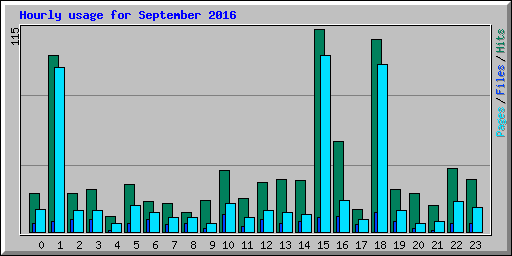 Hourly usage for September 2016
115
Pages/Files/Hits
0 1 2 3 4 5 6 7 8 9 10 11 12 13 14 15 16 17 18 19 20 21 22 23